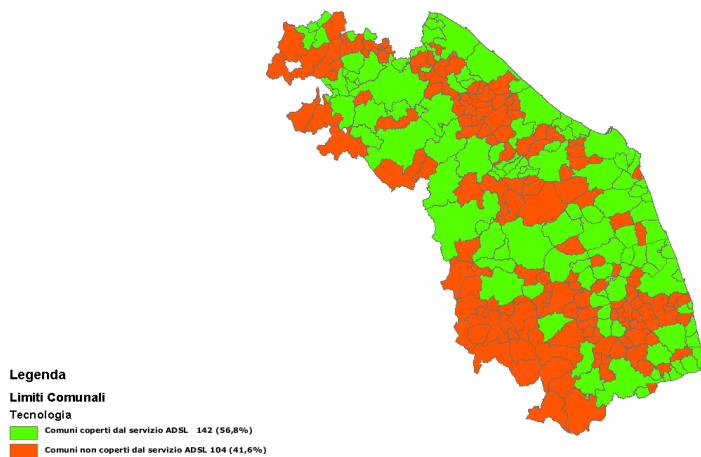 Legenda
Limiti Comunali
Tecnologia
Comuni coperti dal servizio ADSL 142 (56,8%)
Comuni non coperti dal servizio ADSL 104 (41,6%)